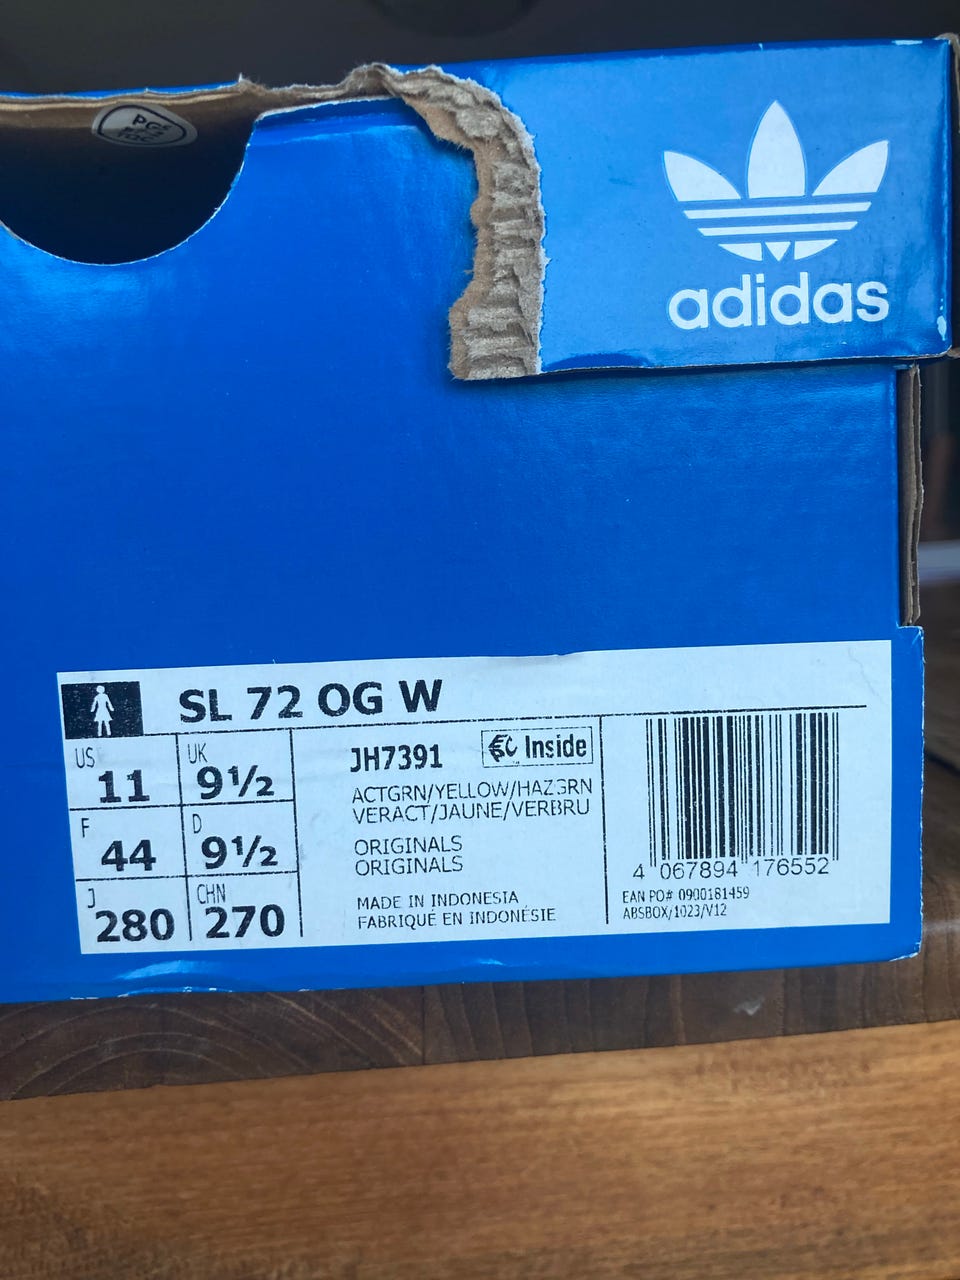 adidas
SL 72 OG W
US
11
UK
9½
F
44
D
9½
J
280
CHN
270
JH7391
Inside
ACTGRN/YELLOW/HAZGRN
VERACT/JAUNE/VERBRU
ORIGINALS
ORIGINALS
MADE IN INDONESIA
FABRIQUÉ EN INDONÉSIE
4 067894 176552
EAN PO# 0900181459
ABSBOX/1023/V12